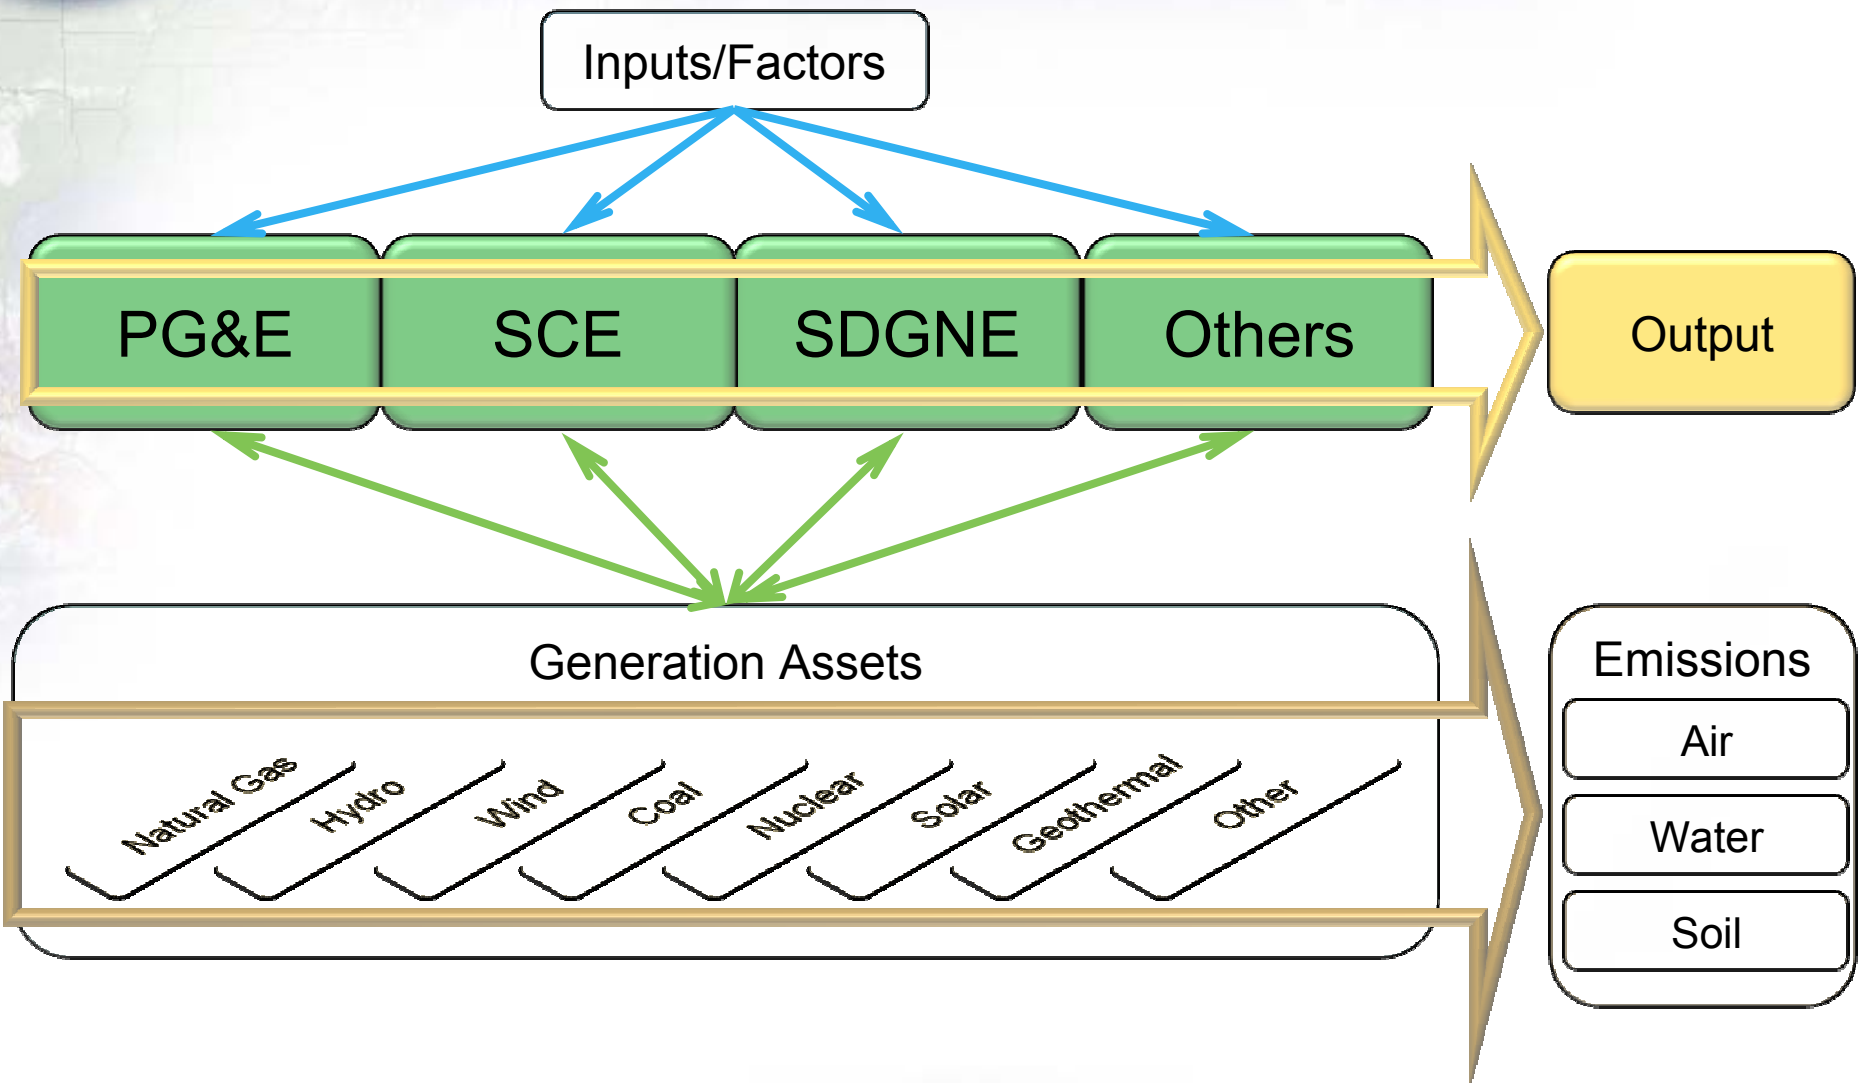 Inputs/Factors
PG&E
SCE
SDGNE
Others
Output
Generation Assets
Natural Gas
Hydro
Wind
Coal
Nuclear
Solar
Geothermal
Other
Emissions
Air
Water
Soil